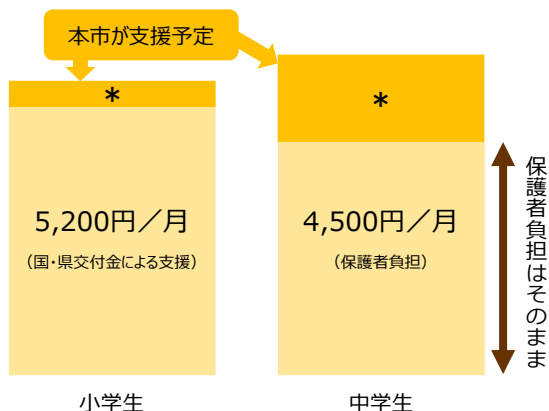 本市が支援予定
*
*
5,200円／月
（国・県交付金による支援）
4,500円／月
（保護者負担）
保護者負担はそのまま
小学生
中学生